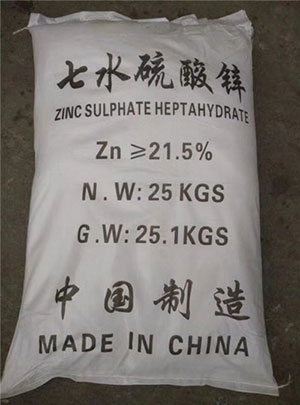 七水硫酸锌
ZINC SULPHATE HEPTAHYDRATE
Zn ≥21.5%
N.W: 25 KGS
G.W: 25.1KGS
中国制造
MADE IN CHINA